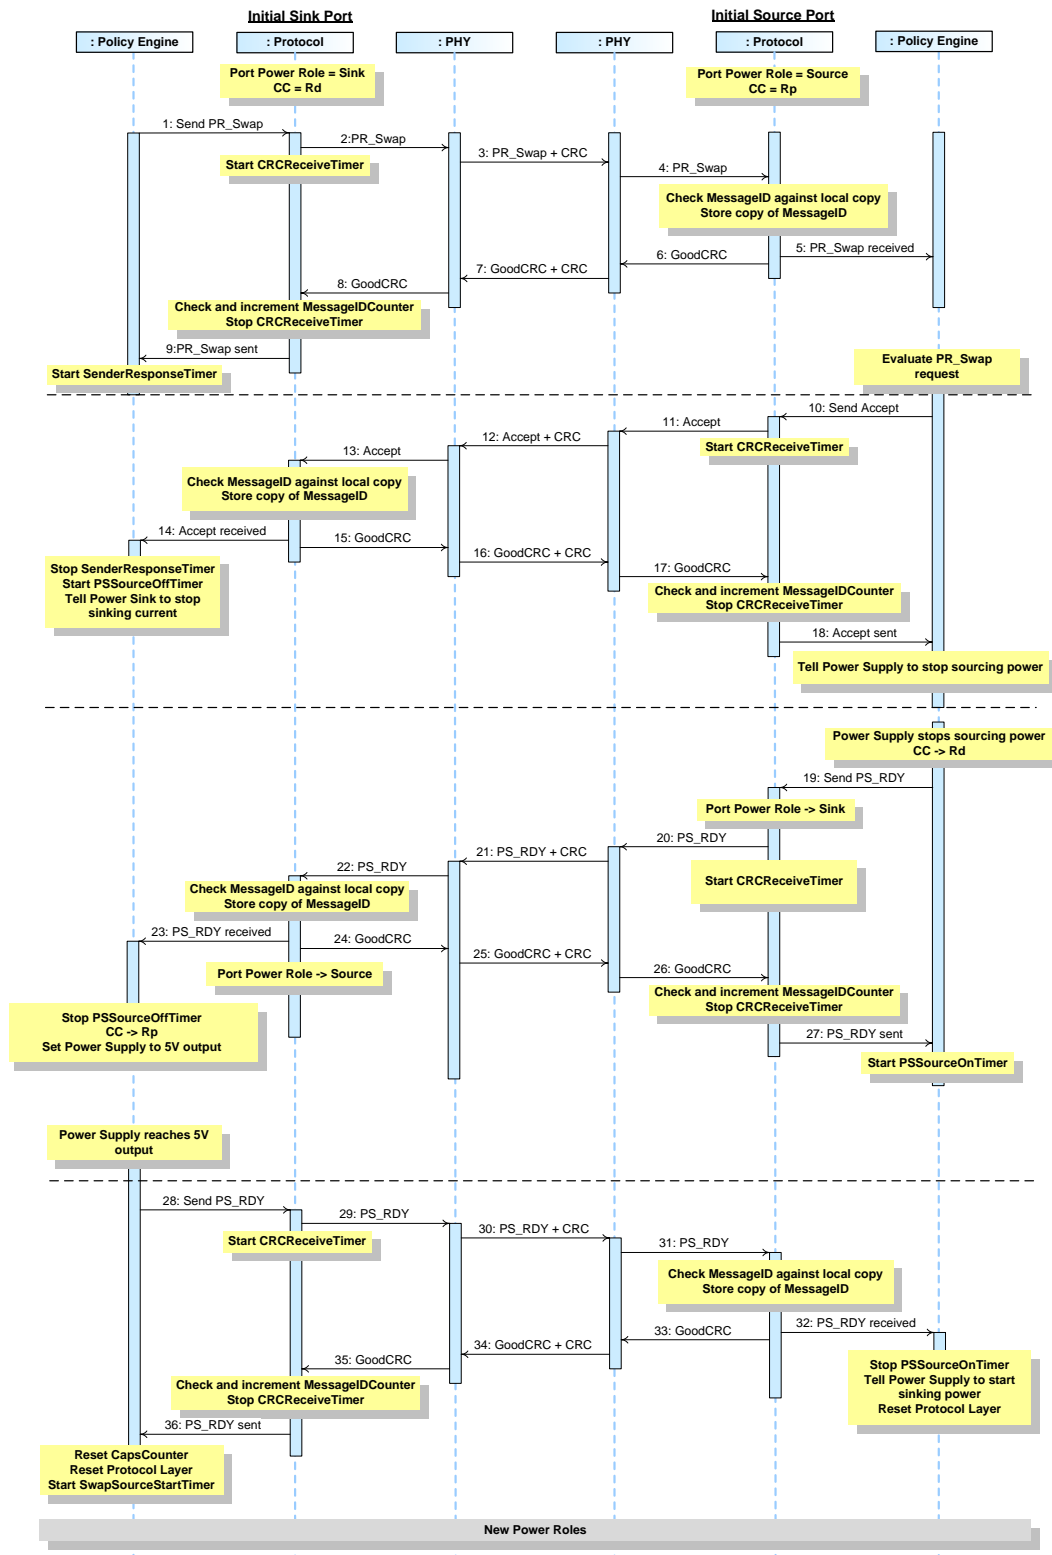 Initial Sink Port
Initial Source Port
: Policy Engine
: Protocol
: PHY
: PHY
: Protocol
: Policy Engine
Port Power Role = Sink
CC = Rd
Port Power Role = Source
CC = Rp
1: Send PR_Swap
2:PR_Swap
Start CRCReceiveTimer
3: PR_Swap + CRC
4: PR_Swap
Check MessageID against local copy
Store copy of MessageID
5: PR_Swap received
6: GoodCRC
7: GoodCRC + CRC
8: GoodCRC
Check and increment MessageIDCounter
Stop CRCReceiveTimer
9:PR_Swap sent
Start SenderResponseTimer
Evaluate PR_Swap
request
10: Send Accept
11: Accept
Start CRCReceiveTimer
12: Accept + CRC
13: Accept
Check MessageID against local copy
Store copy of MessageID
14: Accept received
15: GoodCRC
16: GoodCRC + CRC
17: GoodCRC
Stop SenderResponseTimer
Start PSSourceOffTimer
Tell Power Sink to stop
sinking current
Check and increment MessageIDCounter
Stop CRCReceiveTimer
18: Accept sent
Tell Power Supply to stop sourcing power
Power Supply stops sourcing power
CC -> Rd
19: Send PS_RDY
Port Power Role -> Sink
20: PS_RDY
21: PS_RDY + CRC
22: PS_RDY
Start CRCReceiveTimer
Check MessageID against local copy
Store copy of MessageID
23: PS_RDY received
24: GoodCRC
25: GoodCRC + CRC
26: GoodCRC
Port Power Role -> Source
Check and increment MessageIDCounter
Stop CRCReceiveTimer
Stop PSSourceOffTimer
CC -> Rp
Set Power Supply to 5V output
27: PS_RDY sent
Start PSSourceOnTimer
Power Supply reaches 5V
output
28: Send PS_RDY
29: PS_RDY
Start CRCReceiveTimer
30: PS_RDY + CRC
31: PS_RDY
Check MessageID against local copy
Store copy of MessageID
32: PS_RDY received
33: GoodCRC
34: GoodCRC + CRC
35: GoodCRC
Stop PSSourceOnTimer
Tell Power Supply to start
sinking power
Reset Protocol Layer
Check and increment MessageIDCounter
Stop CRCReceiveTimer
36: PS_RDY sent
Reset CapsCounter
Reset Protocol Layer
Start SwapSourceStartTimer
New Power Roles